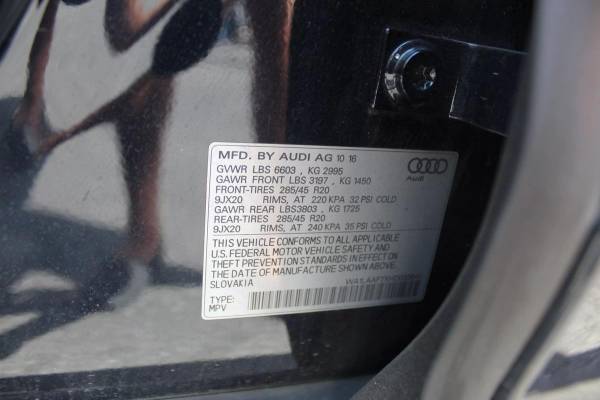 MFD. BY AUDI AG 10 16
GVWR LBS 6603 , KG 2995
GAWR FRONT LBS 3197 , KG 1450
FRONT-TIRES 285/45 R20
9JX20 RIMS, AT 220 KPA 32 PSI COLD
GAWR REAR LBS3803 , KG 1725
REAR-TIRES 285/45 R20
9JX20 RIMS, AT 240 KPA 35 PSI COLD
THIS VEHICLE CONFORMS TO ALL APPLICABLE
U.S. FEDERAL MOTOR VEHICLE SAFETY AND
THEFT PREVENTION STANDARDS IN EFFECT ON
THE DATE OF MANUFACTURE SHOWN ABOVE.
SLOVAKIA
TYPE:
MPV
Audi